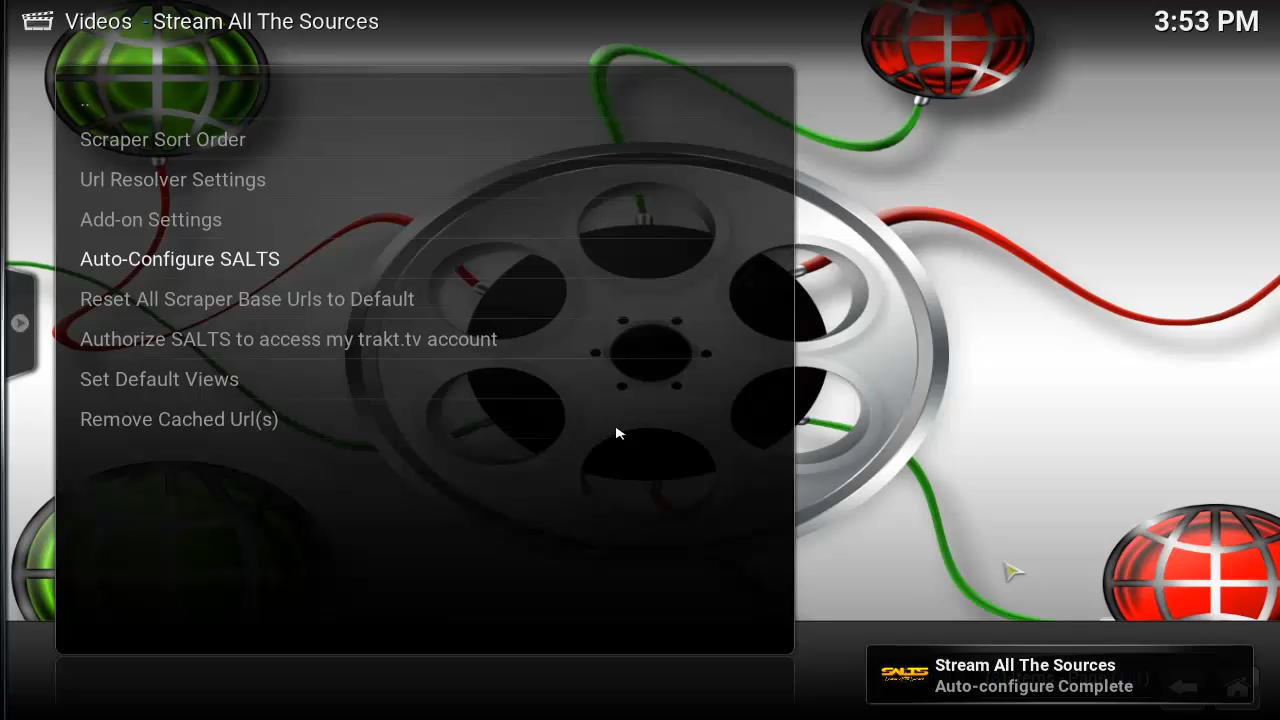 Videos - Stream All The Sources
3:53 PM
..
Scraper Sort Order
Url Resolver Settings
Add-on Settings
Auto-Configure SALTS
Reset All Scraper Base Urls to Default
Authorize SALTS to access my trakt.tv account
Set Default Views
Remove Cached Url(s)
SALTS
Stream All The Sources
Auto-configure Complete